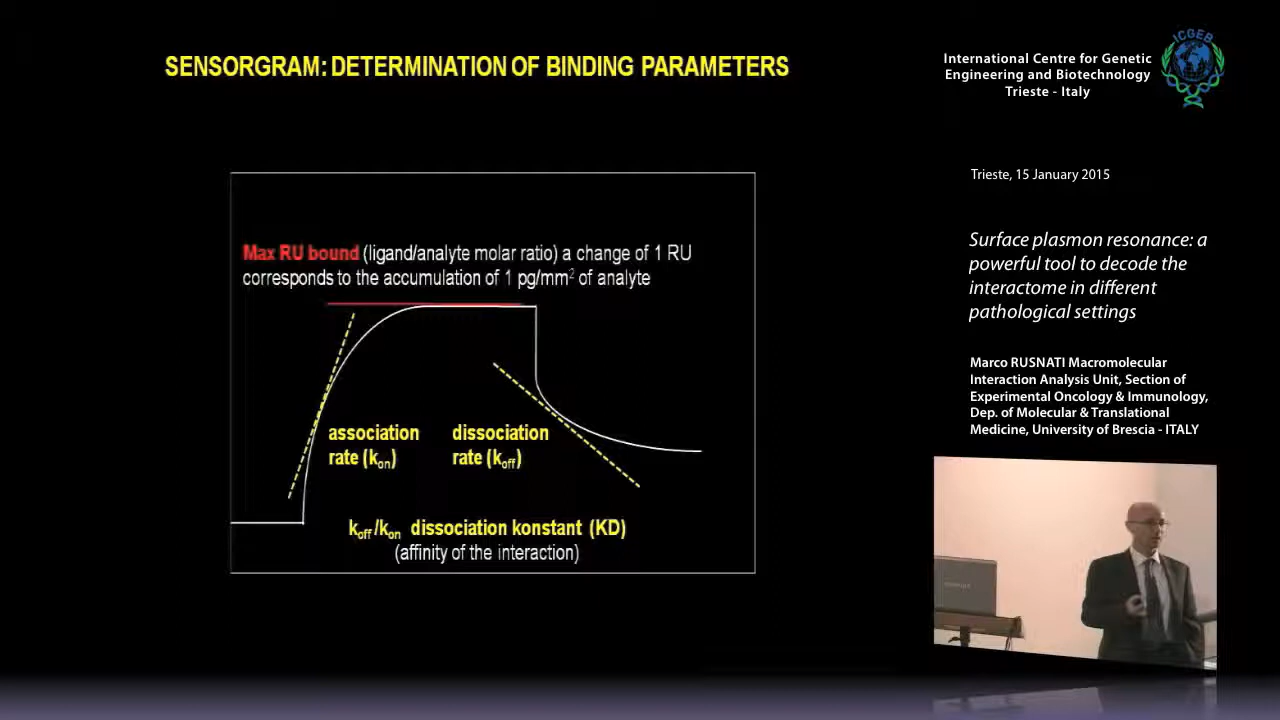 SENSORGRAM: DETERMINATION OF BINDING PARAMETERS
International Centre for Genetic
Engineering and Biotechnology
Trieste - Italy
ICGEB
Trieste, 15 January 2015
Surface plasmon resonance: a
powerful tool to decode the
interactome in different
pathological settings
Marco RUSNATI Macromolecular
Interaction Analysis Unit, Section of
Experimental Oncology & Immunology,
Dep. of Molecular & Translational
Medicine, University of Brescia - ITALY
Max RU bound (ligand/analyte molar ratio) a change of 1 RU
corresponds to the accumulation of 1 pg/mm² of analyte
association
rate (kon)
dissociation
rate (koff)
koff/kon dissociation konstant (KD)
(affinity of the interaction)